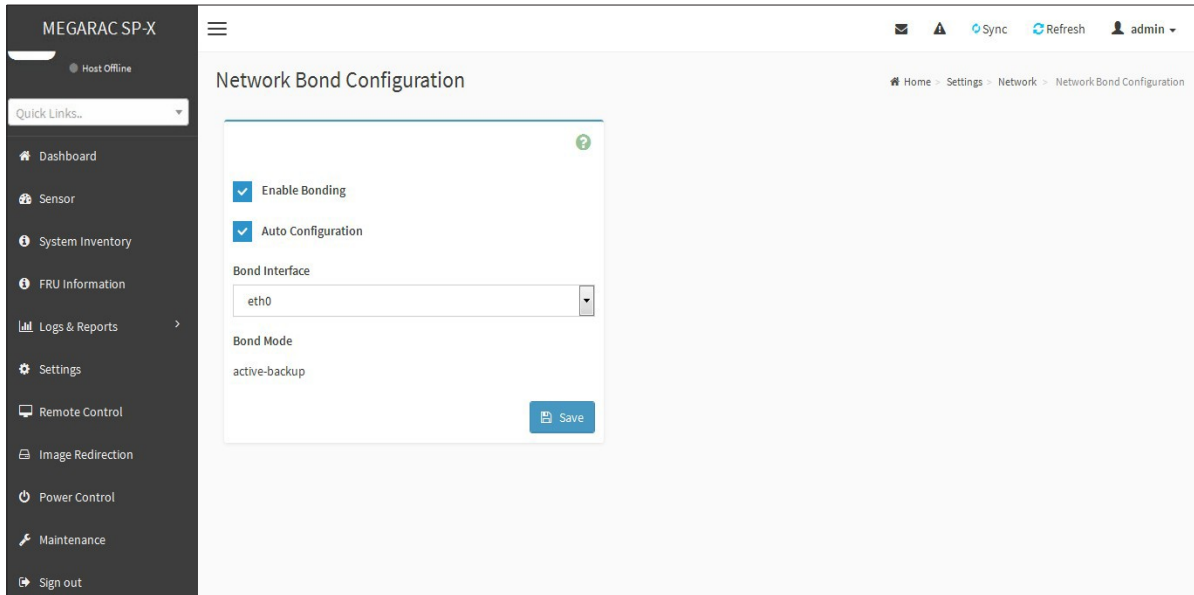 MEGARAC SP-X
Sync
Refresh
admin
Host Offline
Network Bond Configuration
Home > Settings > Network > Network Bond Configuration
Quick Links..
Dashboard
Sensor
System Inventory
FRU Information
Logs & Reports
Settings
Remote Control
Image Redirection
Power Control
Maintenance
Sign out
Enable Bonding
Auto Configuration
Bond Interface
eth0
Bond Mode
active-backup
Save